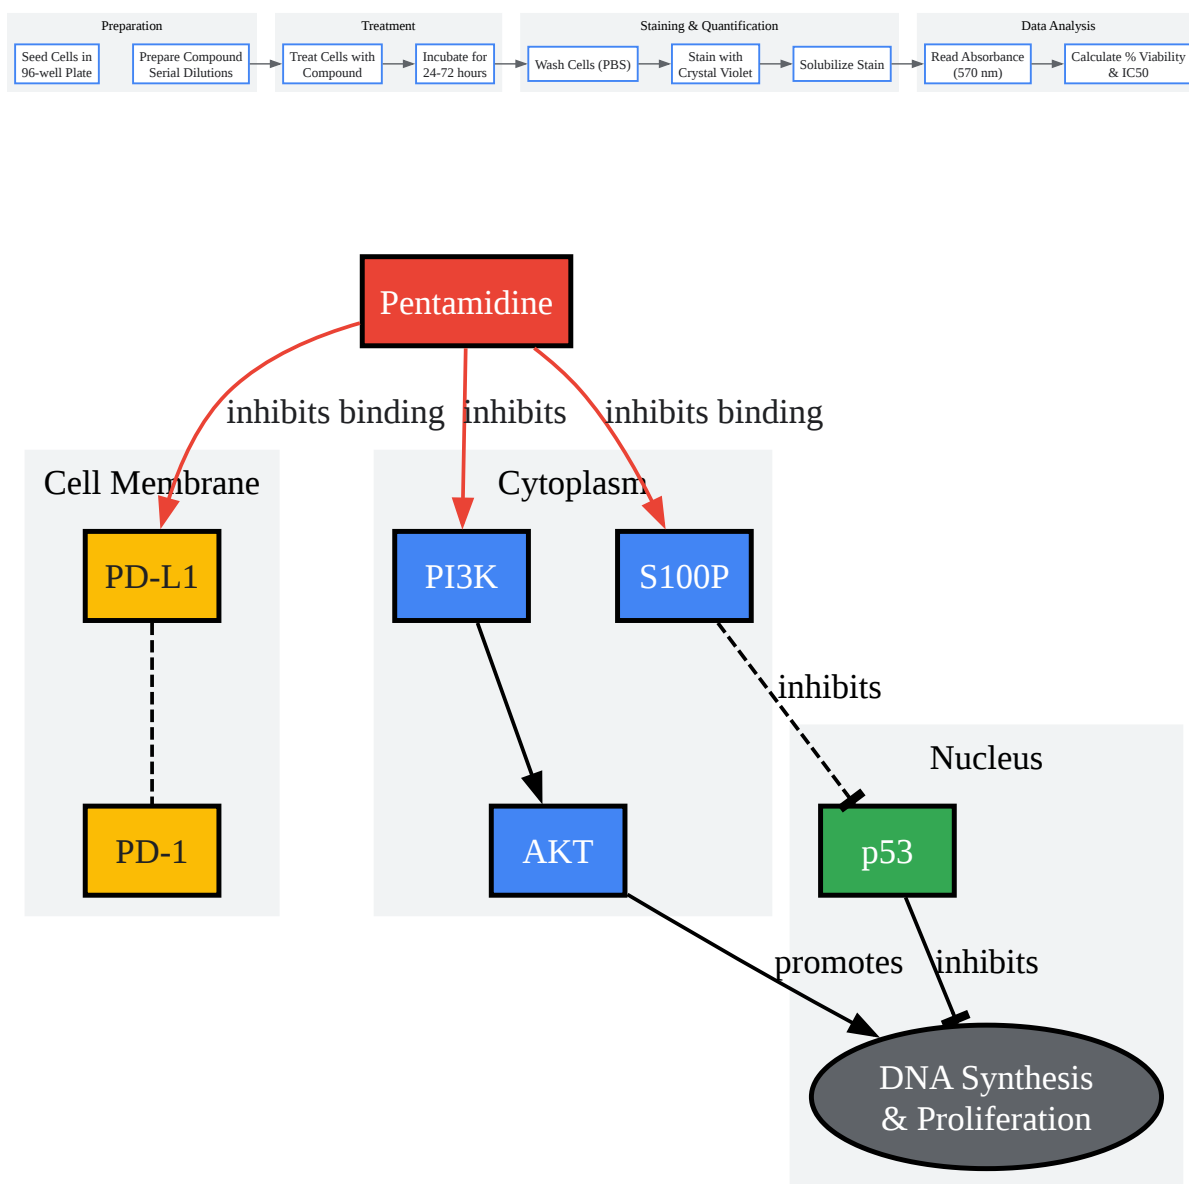 Preparation
Treatment
Staining & Quantification
Data Analysis
Seed Cells in
96-well Plate
Prepare Compound
Serial Dilutions
Treat Cells with
Compound
Incubate for
24-72 hours
Wash Cells (PBS)
Stain with
Crystal Violet
Solubilize Stain
Read Absorbance
(570 nm)
Calculate % Viability
& IC50
Pentamidine
inhibits binding
inhibits
inhibits binding
Cell Membrane
Cytoplasm
PD-L1
PI3K
S100P
inhibits
Nucleus
PD-1
AKT
p53
promotes
inhibits
DNA Synthesis
& Proliferation